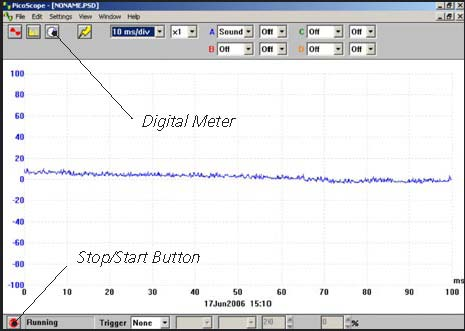 PicoScope - [NONAME.PSD]
File Edit Settings View Window Help
10 ms/div x1 A Sound Off C Off Off
B Off Off D Off Off
Digital Meter
100
80
60
40
20
0
-20
-40
-60
-80
-100
Stop/Start Button
0 10 20 30 40 50 60 70 80 90 100
ms
17Jun2006 15:10
Running Trigger None 0 %